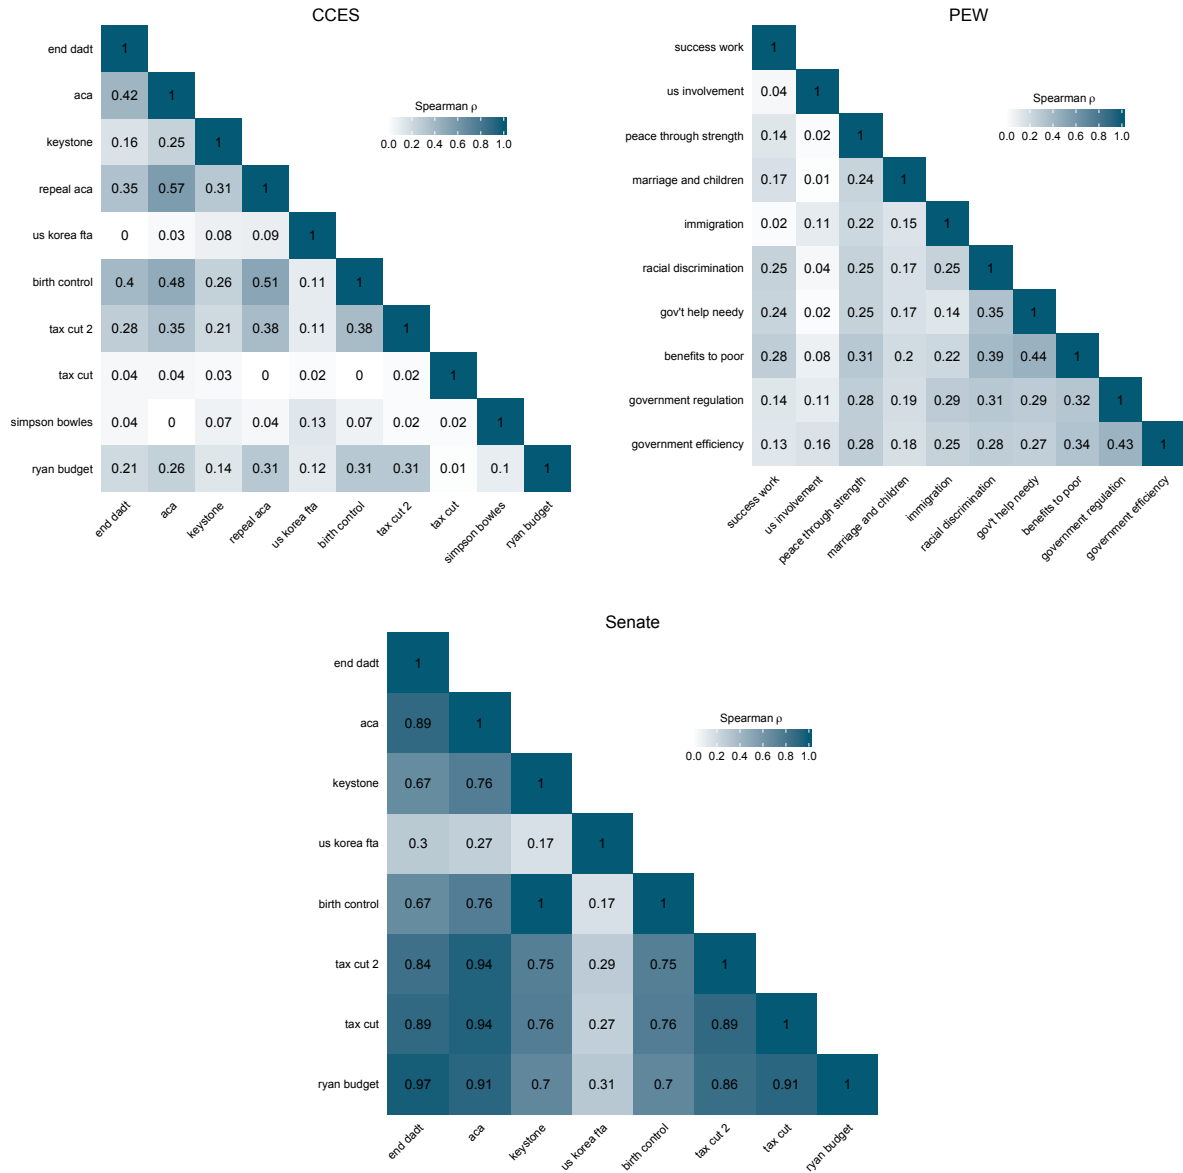 CCES
Spearman ρ
0.0 0.2 0.4 0.6 0.8 1.0
end dadt 1
aca 0.42 1
keystone 0.16 0.25 1
repeal aca 0.35 0.57 0.31 1
us korea fta 0 0.03 0.08 0.09 1
birth control 0.4 0.48 0.26 0.51 0.11 1
tax cut 2 0.28 0.35 0.21 0.38 0.11 0.38 1
tax cut 0.04 0.04 0.03 0 0.02 0 0.02 1
simpson bowles 0.04 0 0.07 0.04 0.13 0.07 0.02 0.02 1
ryan budget 0.21 0.26 0.14 0.31 0.12 0.31 0.31 0.01 0.1 1
end dadt aca keystone repeal aca us korea fta birth control tax cut 2 tax cut simpson bowles ryan budget
PEW
Spearman ρ
0.0 0.2 0.4 0.6 0.8 1.0
success work 1
us involvement 0.04 1
peace through strength 0.14 0.02 1
marriage and children 0.17 0.01 0.24 1
immigration 0.02 0.11 0.22 0.15 1
racial discrimination 0.25 0.04 0.25 0.17 0.25 1
gov't help needy 0.24 0.02 0.25 0.17 0.14 0.35 1
benefits to poor 0.28 0.08 0.31 0.2 0.22 0.39 0.44 1
government regulation 0.14 0.11 0.28 0.19 0.29 0.31 0.29 0.32 1
government efficiency 0.13 0.16 0.28 0.18 0.25 0.28 0.27 0.34 0.43 1
success work us involvement peace through strength marriage and children immigration racial discrimination gov't help needy benefits to poor government regulation government efficiency
Senate
Spearman ρ
0.0 0.2 0.4 0.6 0.8 1.0
end dadt 1
aca 0.89 1
keystone 0.67 0.76 1
us korea fta 0.3 0.27 0.17 1
birth control 0.67 0.76 1 0.17 1
tax cut 2 0.84 0.94 0.75 0.29 0.75 1
tax cut 0.89 0.94 0.76 0.27 0.76 0.89 1
ryan budget 0.97 0.91 0.7 0.31 0.7 0.86 0.91 1
end dadt aca keystone us korea fta birth control tax cut 2 tax cut ryan budget